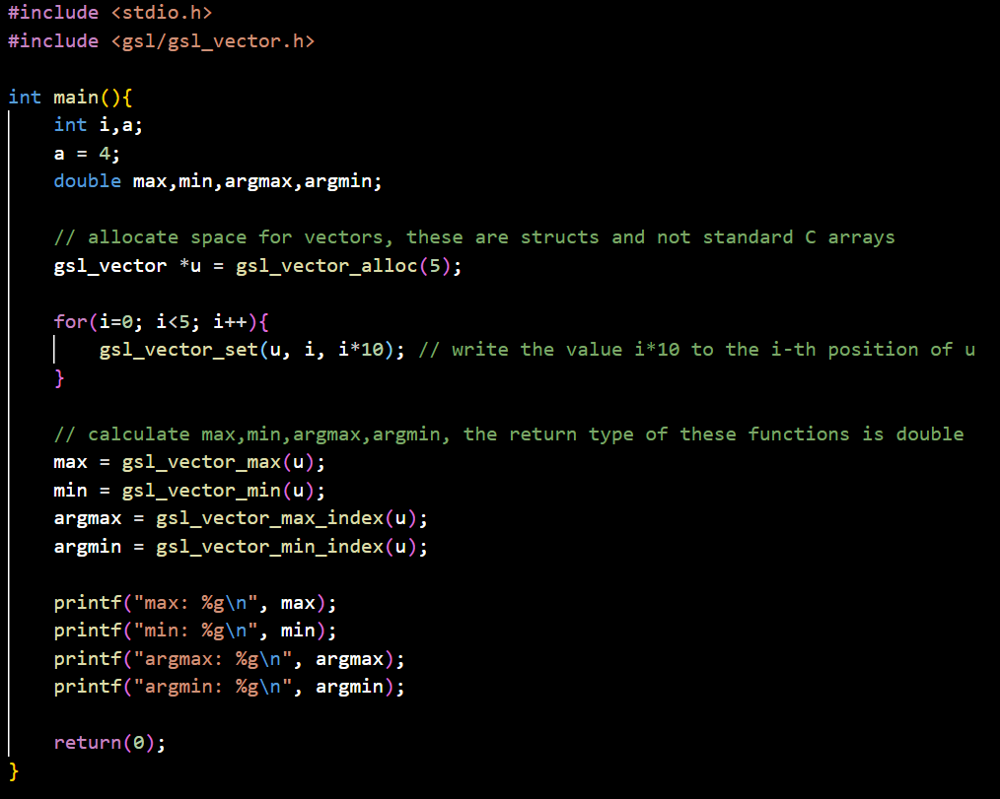 #include <stdio.h>
#include <gsl/gsl_vector.h>
int main(){
    int i,a;
    a = 4;
    double max,min,argmax,argmin;
    // allocate space for vectors, these are structs and not standard C arrays
    gsl_vector *u = gsl_vector_alloc(5);
    for(i=0; i<5; i++){
        gsl_vector_set(u, i, i*10); // write the value i*10 to the i-th position of u
    }
    // calculate max,min,argmax,argmin, the return type of these functions is double
    max = gsl_vector_max(u);
    min = gsl_vector_min(u);
    argmax = gsl_vector_max_index(u);
    argmin = gsl_vector_min_index(u);
    printf("max: %g\n", max);
    printf("min: %g\n", min);
    printf("argmax: %g\n", argmax);
    printf("argmin: %g\n", argmin);
    return(0);
}